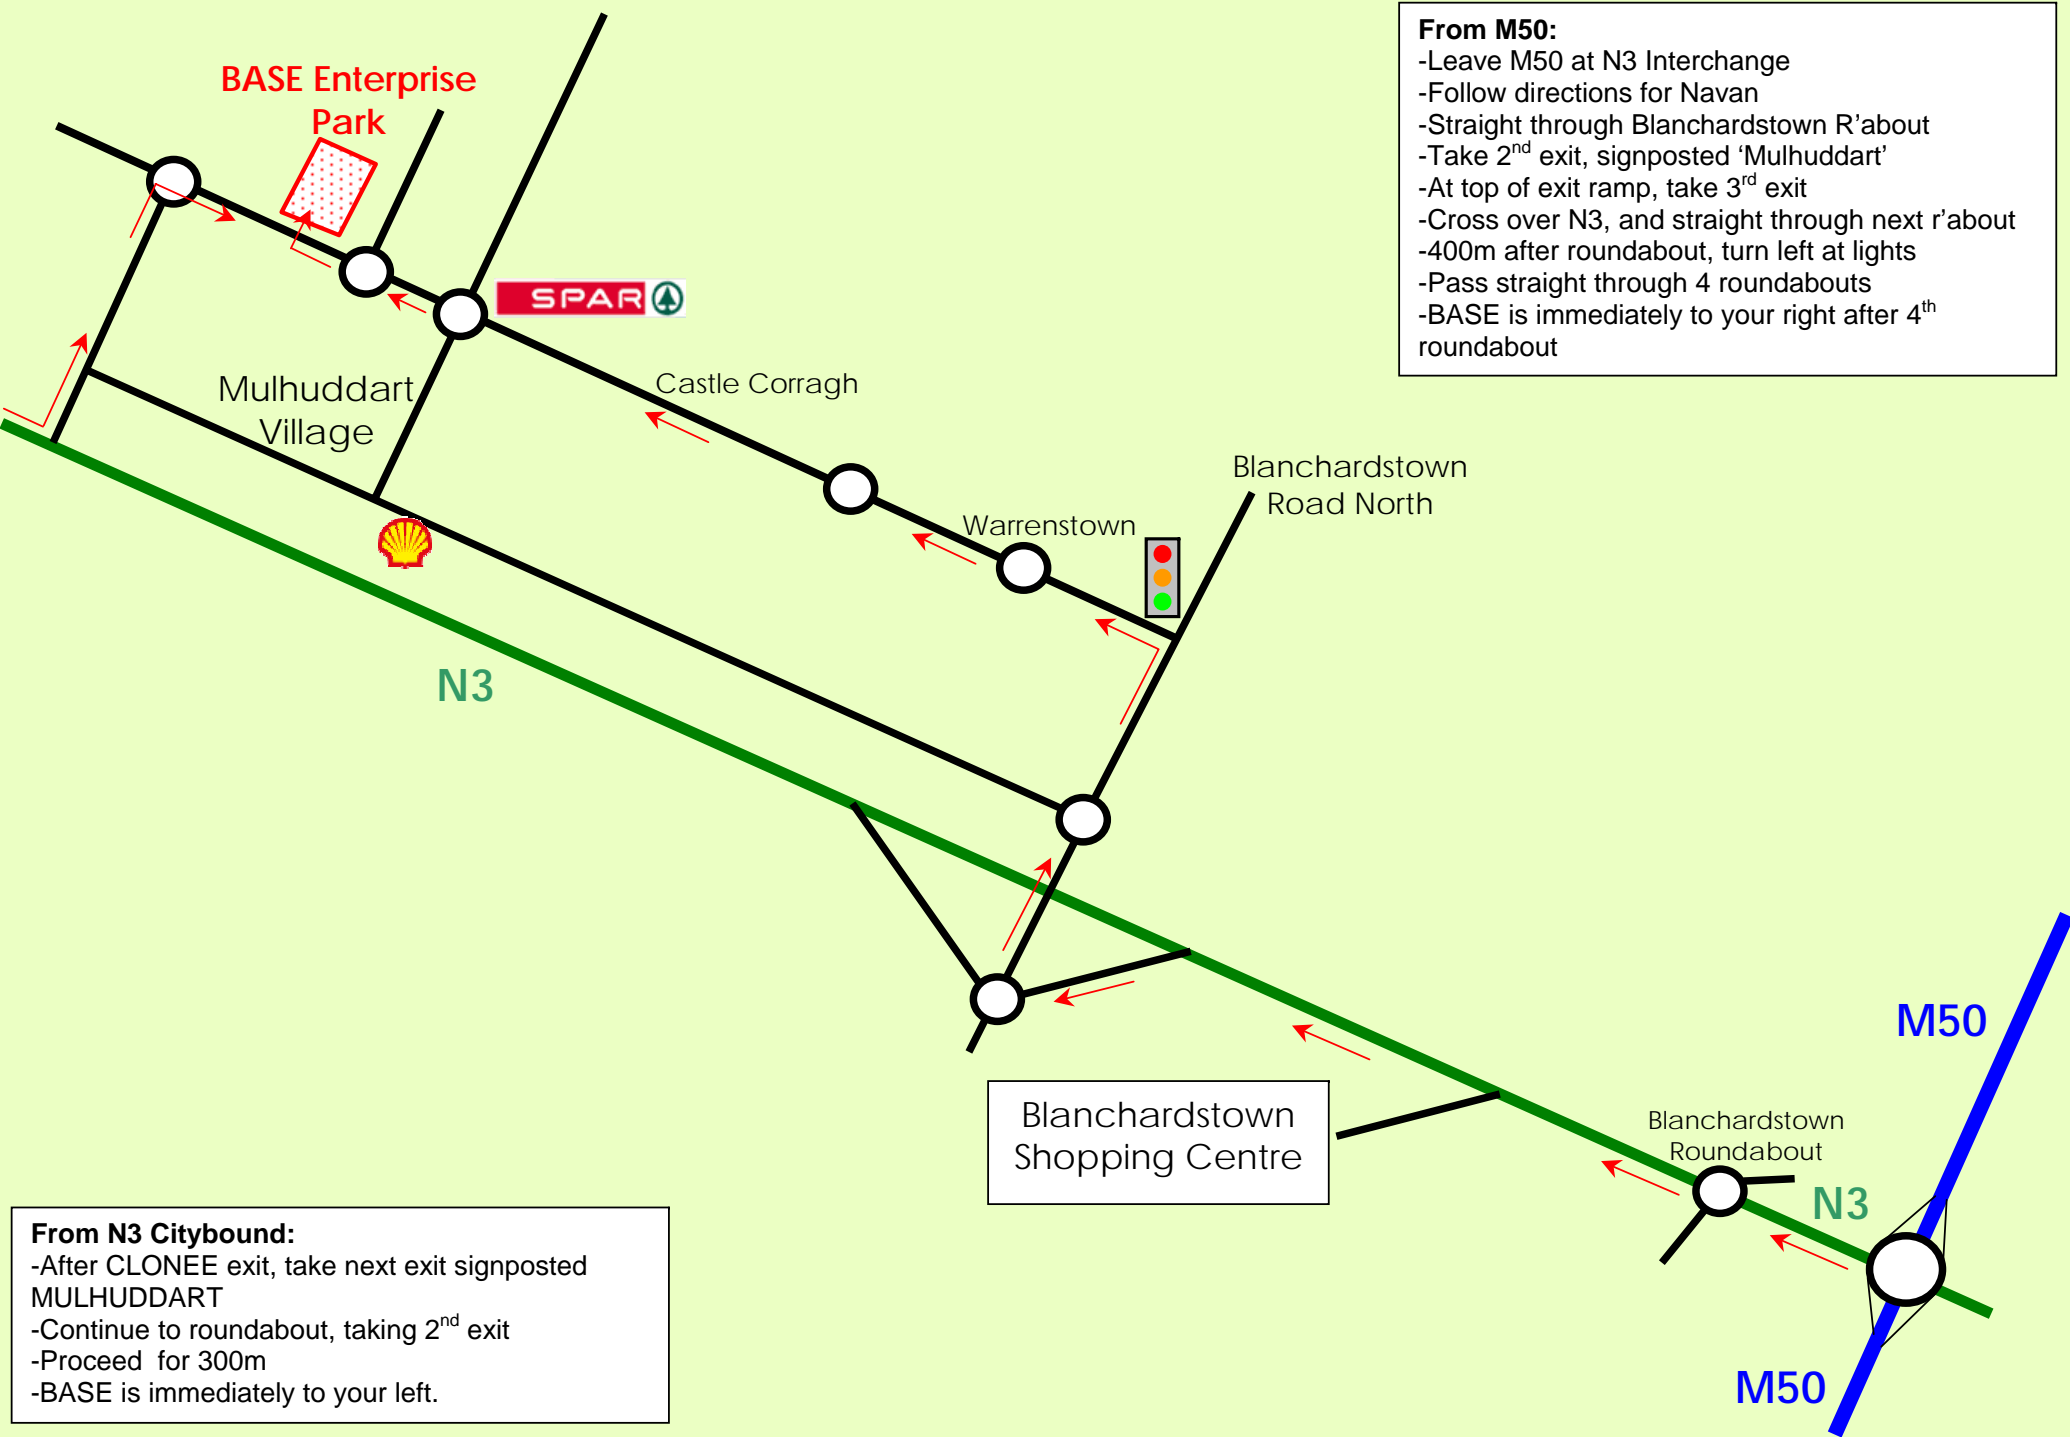 BASE Enterprise
Park
From M50:
-Leave M50 at N3 Interchange
-Follow directions for Navan
-Straight through Blanchardstown R’about
-Take 2nd exit, signposted ‘Mulhuddart’
-At top of exit ramp, take 3rd exit
-Cross over N3, and straight through next r’about
-400m after roundabout, turn left at lights
-Pass straight through 4 roundabouts
-BASE is immediately to your right after 4th
roundabout
SPAR
Mulhuddart
Village
Castle Corragh
Blanchardstown
Road North
Warrenstown
N3
M50
Blanchardstown
Shopping Centre
Blanchardstown
Roundabout
N3
M50
From N3 Citybound:
-After CLONEE exit, take next exit signposted
MULHUDDART
-Continue to roundabout, taking 2nd exit
-Proceed  for 300m
-BASE is immediately to your left.